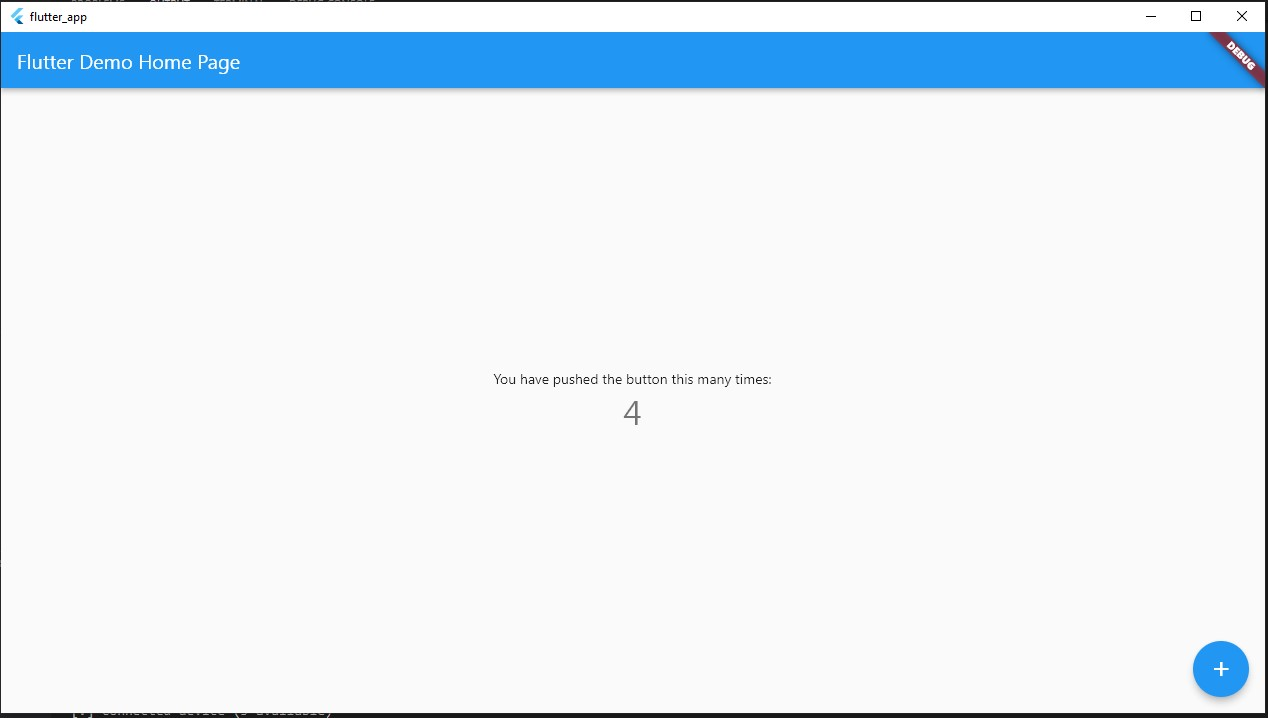 flutter_app
Flutter Demo Home Page
DEBUG
You have pushed the button this many times:
4